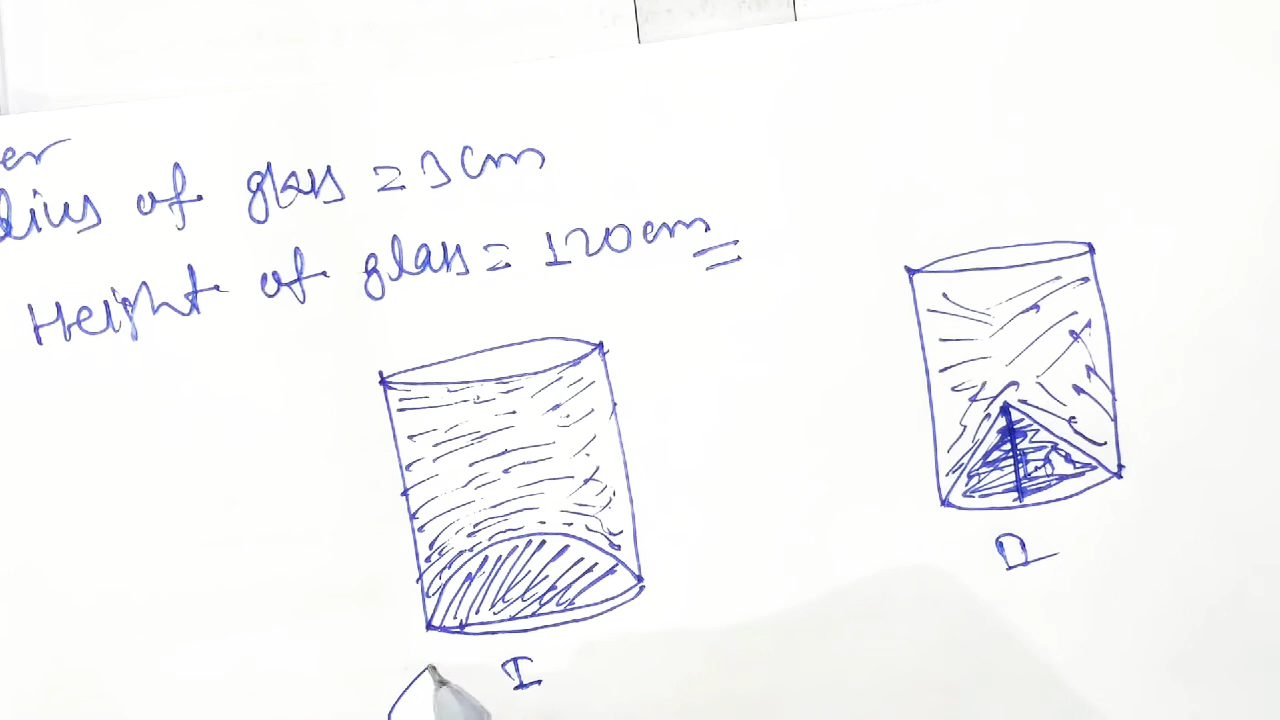 er
dius of glass = 3 cm
Height of glass = 120 cm
I
II